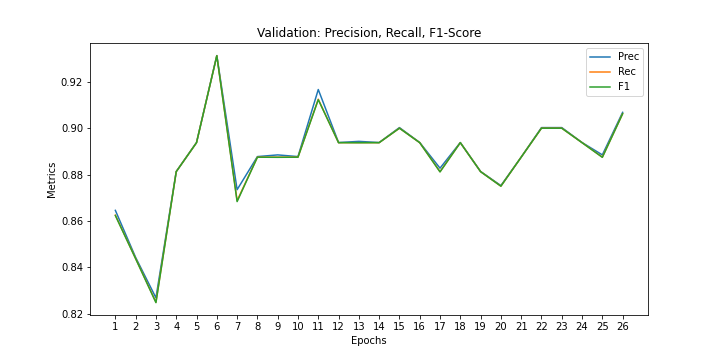 Validation: Precision, Recall, F1-Score
Prec
Rec
F1
Metrics
0.92
0.90
0.88
0.86
0.84
0.82
1 2 3 4 5 6 7 8 9 10 11 12 13 14 15 16 17 18 19 20 21 22 23 24 25 26
Epochs